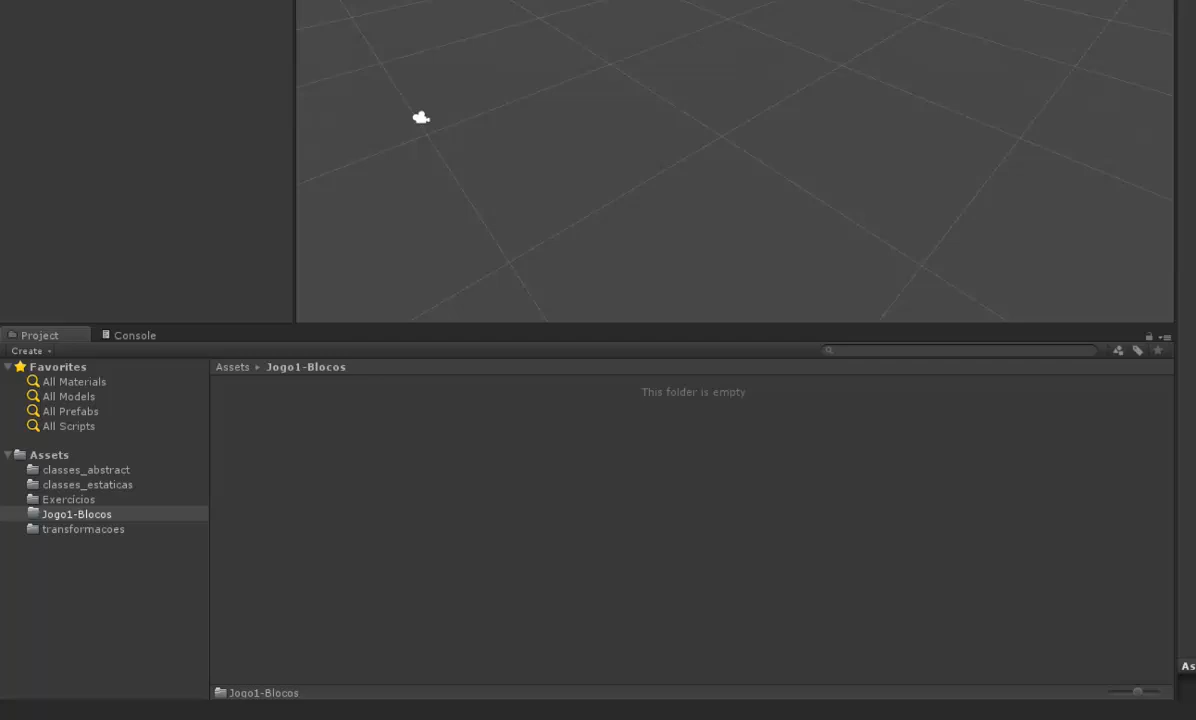 Project
Console
Create
Favorites
All Materials
All Models
All Prefabs
All Scripts
Assets
classes_abstract
classes_estaticas
Exercicios
Jogo1-Blocos
transformacoes
Assets ▸ Jogo1-Blocos
This folder is empty
Jogo1-Blocos
As